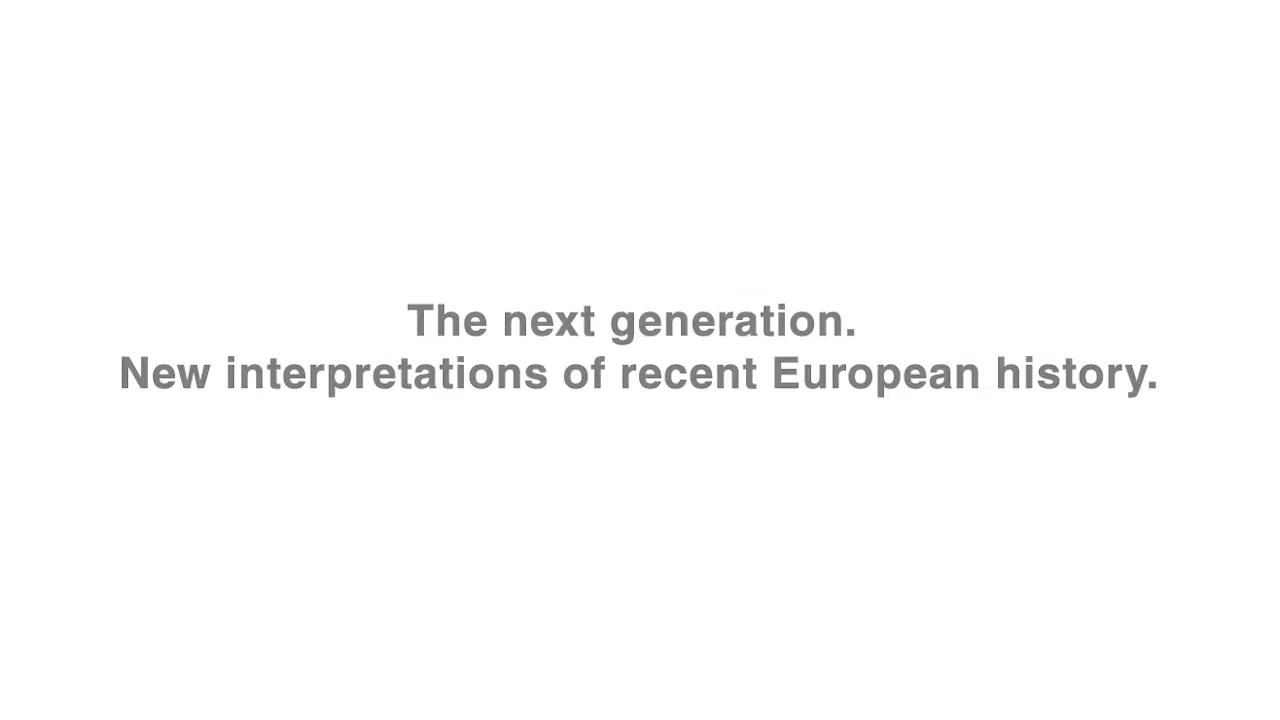 The next generation.
New interpretations of recent European history.